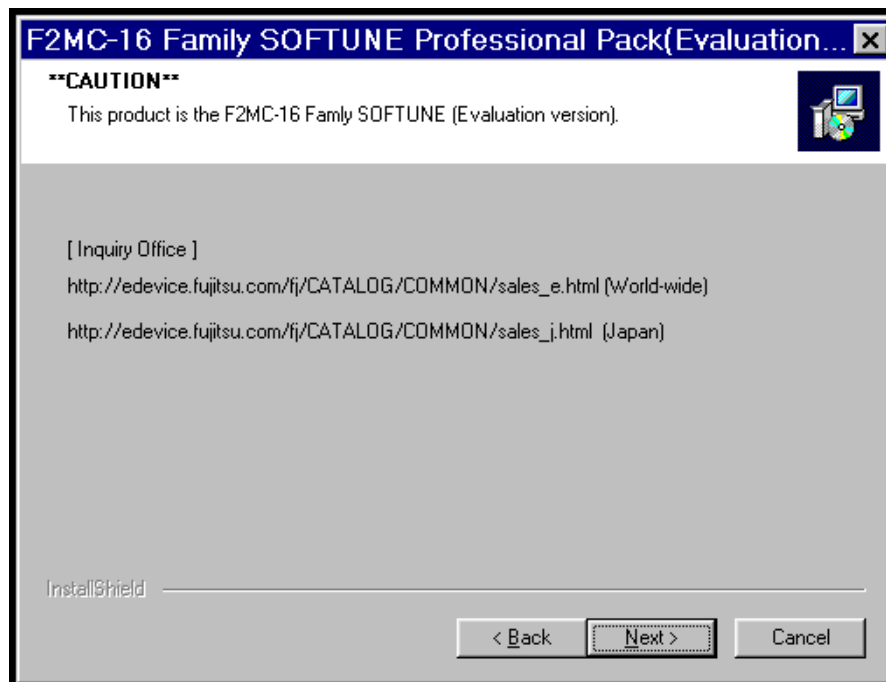 F2MC-16 Family SOFTUNE Professional Pack(Evaluation...
**CAUTION**
This product is the F2MC-16 Famly SOFTUNE (Evaluation version).
[ Inquiry Office ]
http://edevice.fujitsu.com/fj/CATALOG/COMMON/sales_e.html (World-wide)
http://edevice.fujitsu.com/fj/CATALOG/COMMON/sales_j.html (Japan)
InstallShield
< Back Next > Cancel